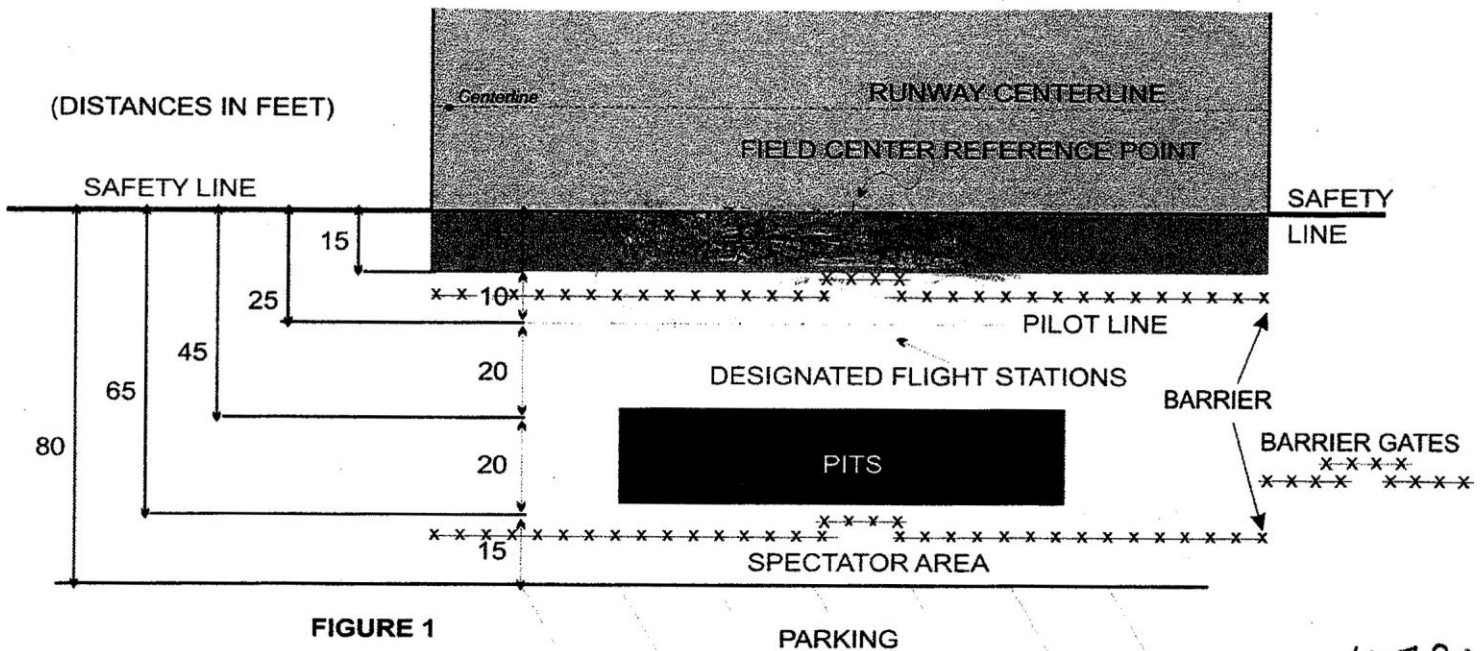 Centerline
RUNWAY CENTERLINE
(DISTANCES IN FEET)
FIELD CENTER REFERENCE POINT
SAFETY LINE
SAFETY
LINE
15
10
25
PILOT LINE
45
20
DESIGNATED FLIGHT STATIONS
65
BARRIER
80
BARRIER GATES
20
PITS
15
SPECTATOR AREA
FIGURE 1
PARKING